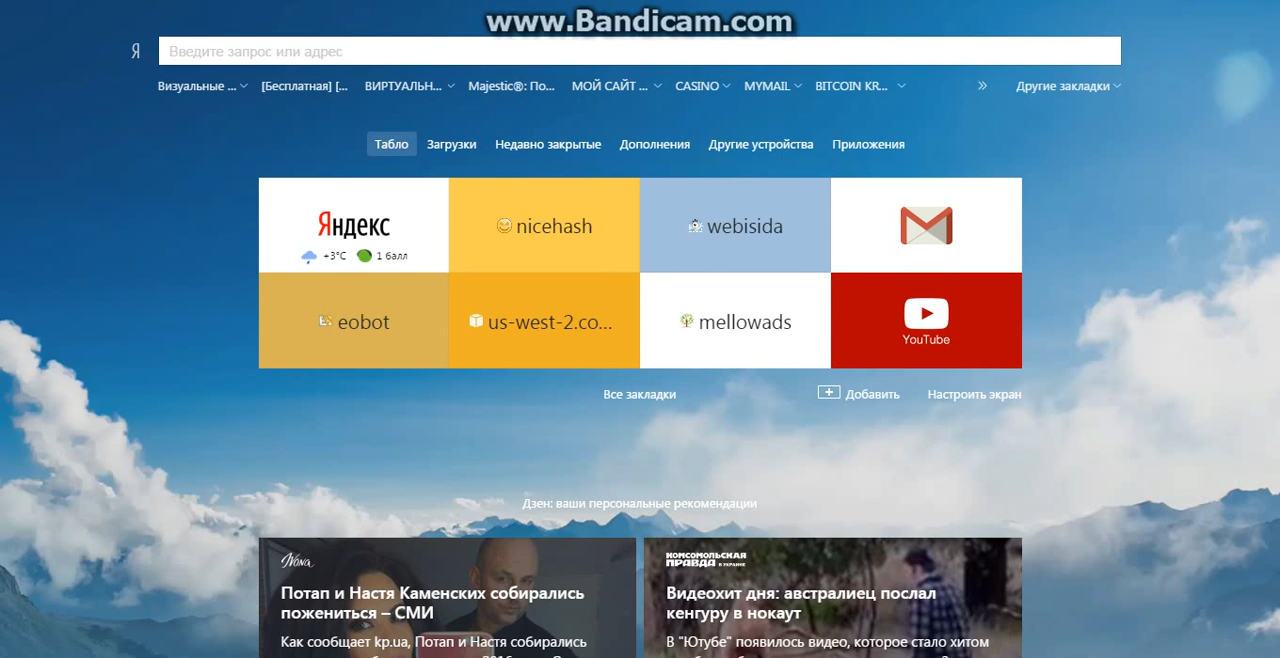 www.Bandicam.com
Я Введите запрос или адрес
Визуальные ... [Бесплатная] [... ВИРТУАЛЬН... Majestic®: По... МОЙ САЙТ ... CASINO MYMAIL BITCOIN KR... » Другие закладки
Табло Загрузки Недавно закрытые Дополнения Другие устройства Приложения
Яндекс nicehash webisida
+3°C 1 балл
eobot us-west-2.co... mellowads YouTube
Все закладки Добавить Настроить экран
Дзен: ваши персональные рекомендации
Nona
Потап и Настя Каменских собирались
пожениться – СМИ
Как сообщает kp.ua, Потап и Настя собирались
КОМСОМОЛЬСКАЯ
ПРАВДА В УКРАИНЕ
Видеохит дня: австралиец послал
кенгуру в нокаут
В "Ютубе" появилось видео, которое стало хитом